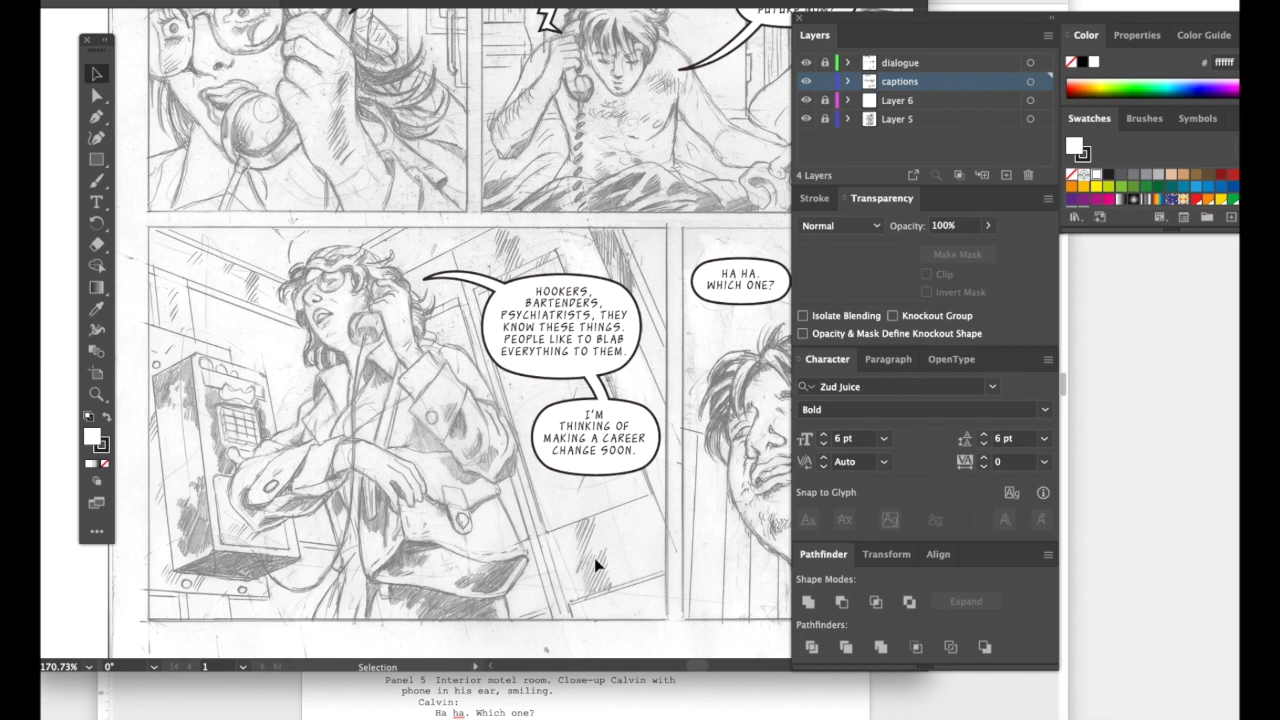 FUTURE NOW?
HOOKERS,
BARTENDERS,
PSYCHIATRISTS, THEY
KNOW THESE THINGS.
PEOPLE LIKE TO BLAB
EVERYTHING TO THEM.
I'M
THINKING OF
MAKING A CAREER
CHANGE SOON.
HA HA.
WHICH ONE?
Layers
dialogue
captions
Layer 6
Layer 5
4 Layers
Stroke
Transparency
Normal
Opacity: 100%
Make Mask
Clip
Invert Mask
Isolate Blending
Knockout Group
Opacity & Mask Define Knockout Shape
Character
Paragraph
OpenType
Zud Juice
Bold
6 pt
6 pt
Auto
0
Snap to Glyph
Pathfinder
Transform
Align
Shape Modes:
Expand
Pathfinders:
Color
Properties
Color Guide
# ffffff
Swatches
Brushes
Symbols
170.73%
0°
1
Selection
Panel 5 Interior motel room. Close-up Calvin with
phone in his ear, smiling.
Calvin:
Ha ha. Which one?